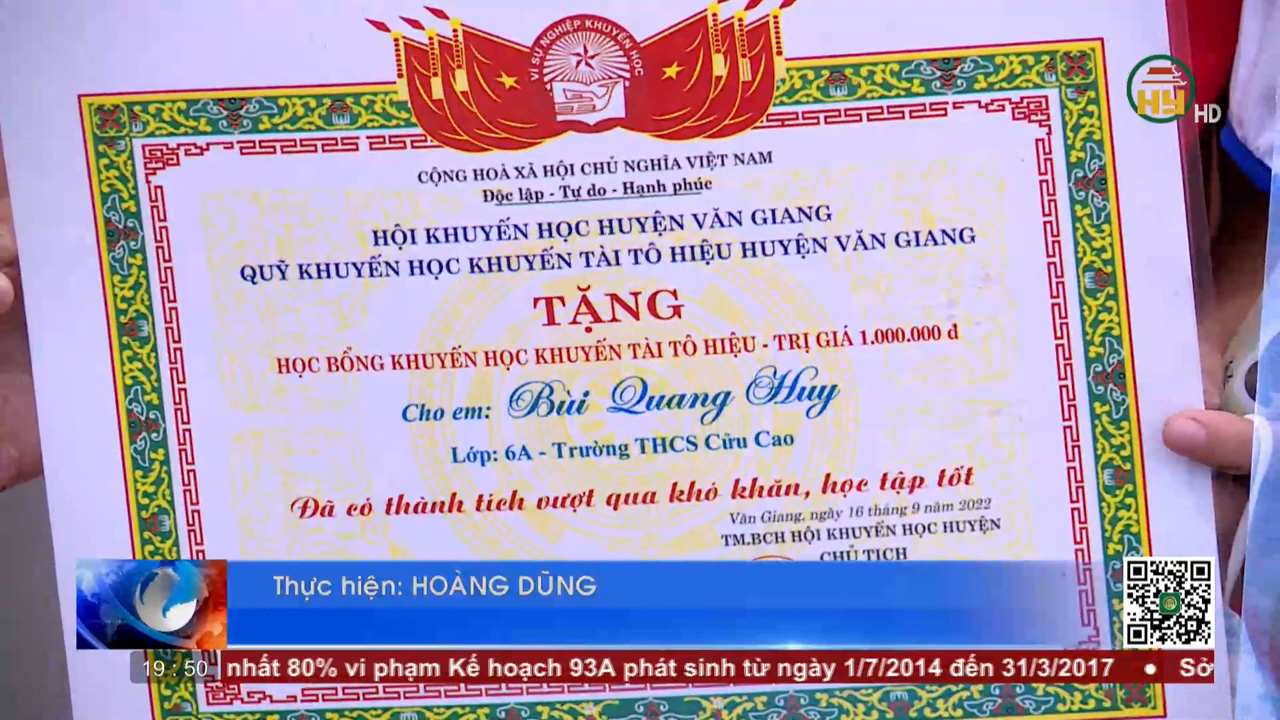 VÌ SỰ NGHIỆP KHUYẾN HỌC
HY HD
CỘNG HOÀ XÃ HỘI CHỦ NGHĨA VIỆT NAM
Độc lập - Tự do - Hạnh phúc
HỘI KHUYẾN HỌC HUYỆN VĂN GIANG
QUỸ KHUYẾN HỌC KHUYẾN TÀI TÔ HIỆU HUYỆN VĂN GIANG
TẶNG
HỌC BỔNG KHUYẾN HỌC KHUYẾN TÀI TÔ HIỆU - TRỊ GIÁ 1.000.000 đ
Cho em: Bùi Quang Huy
Lớp: 6A - Trường THCS Cửu Cao
Đã có thành tích vượt qua khó khăn, học tập tốt
Văn Giang, ngày 16 tháng 9 năm 2022
TM.BCH HỘI KHUYẾN HỌC HUYỆN
CHỦ TỊCH
Thực hiện: HOÀNG DŨNG
19 : 50 nhất 80% vi phạm Kế hoạch 93A phát sinh từ ngày 1/7/2014 đến 31/3/2017 • Sở